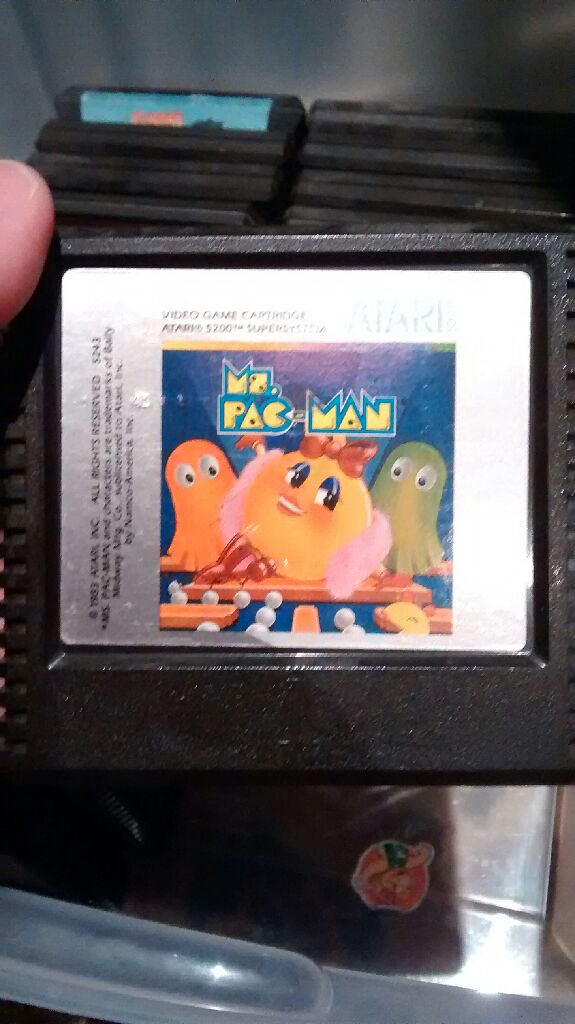 VIDEO GAME CARTRIDGE
ATARI® 5200™ SUPERSYSTEM
ATARI
MS.
PAC-MAN
© 1983 ATARI, INC. ALL RIGHTS RESERVED 5243
*MS. PAC-MAN and characters are trademarks of Bally
Midway Mfg. Co. sublicensed to Atari, Inc.
by Namco-America, Inc.